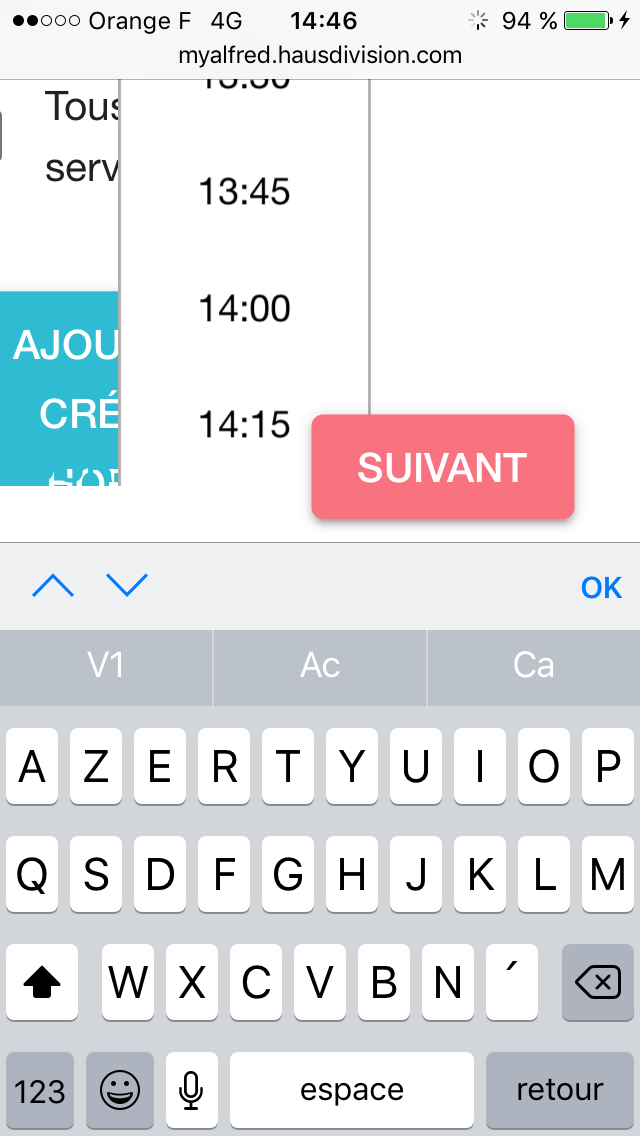 Orange F 4G 14:46 94 %
myalfred.hausdivision.com
Tous
serv
13:45
14:00
14:15
AJOU
CRÉ
SUIVANT
OK
V1 Ac Ca
A Z E R T Y U I O P
Q S D F G H J K L M
W X C V B N ´
123 espace retour